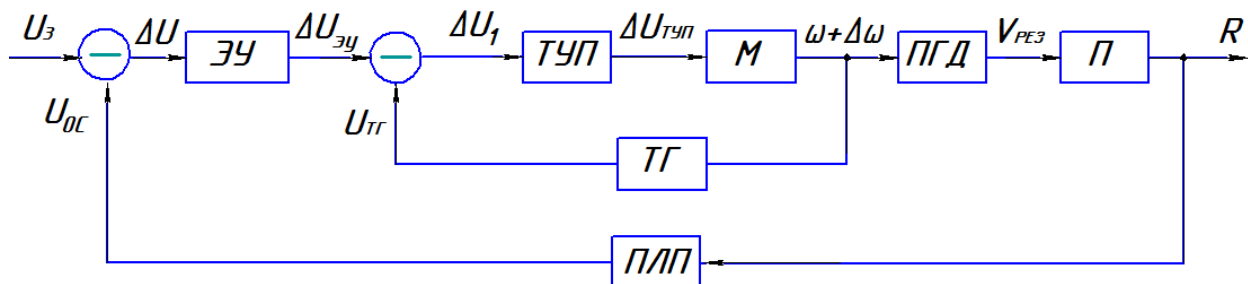 Uз
ΔU
ЭУ
ΔUэу
ΔU1
ТУП
ΔUТУП
М
ω+Δω
ПГД
VРЕЗ
П
R
UОС
UТГ
ТГ
ПЛП